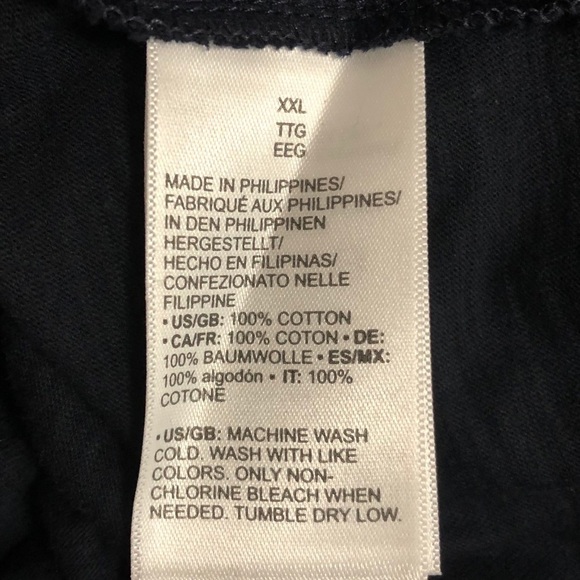 XXL
TTG
EEG
MADE IN PHILIPPINES/
FABRIQUÉ AUX PHILIPPINES/
IN DEN PHILIPPINEN
HERGESTELLT/
HECHO EN FILIPINAS/
CONFEZIONATO NELLE
FILIPPINE
• US/GB: 100% COTTON
• CA/FR: 100% COTON • DE:
100% BAUMWOLLE • ES/MX:
100% algodón • IT: 100%
COTONE
• US/GB: MACHINE WASH
COLD. WASH WITH LIKE
COLORS. ONLY NON-
CHLORINE BLEACH WHEN
NEEDED. TUMBLE DRY LOW.